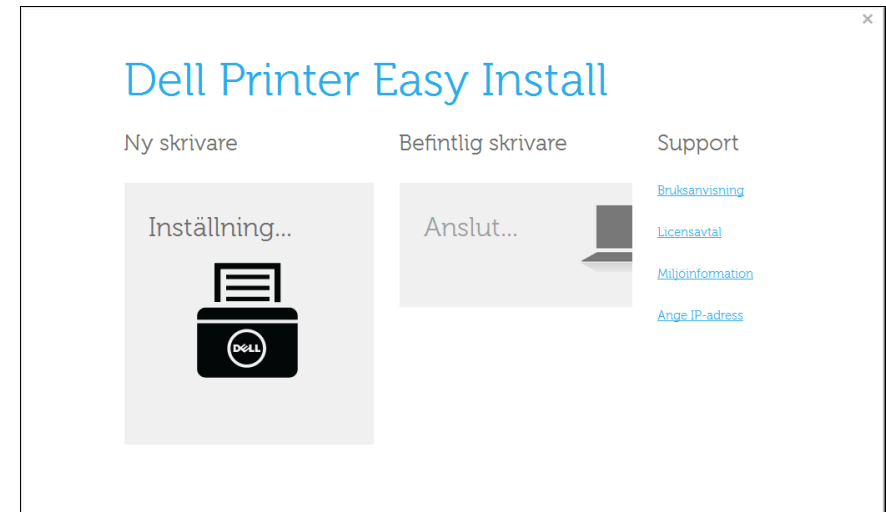 Dell Printer Easy Install
Ny skrivare
Befintlig skrivare
Support
Inställning...
DELL
Anslut...
Bruksanvisning
Licensavtal
Miljöinformation
Ange IP-adress